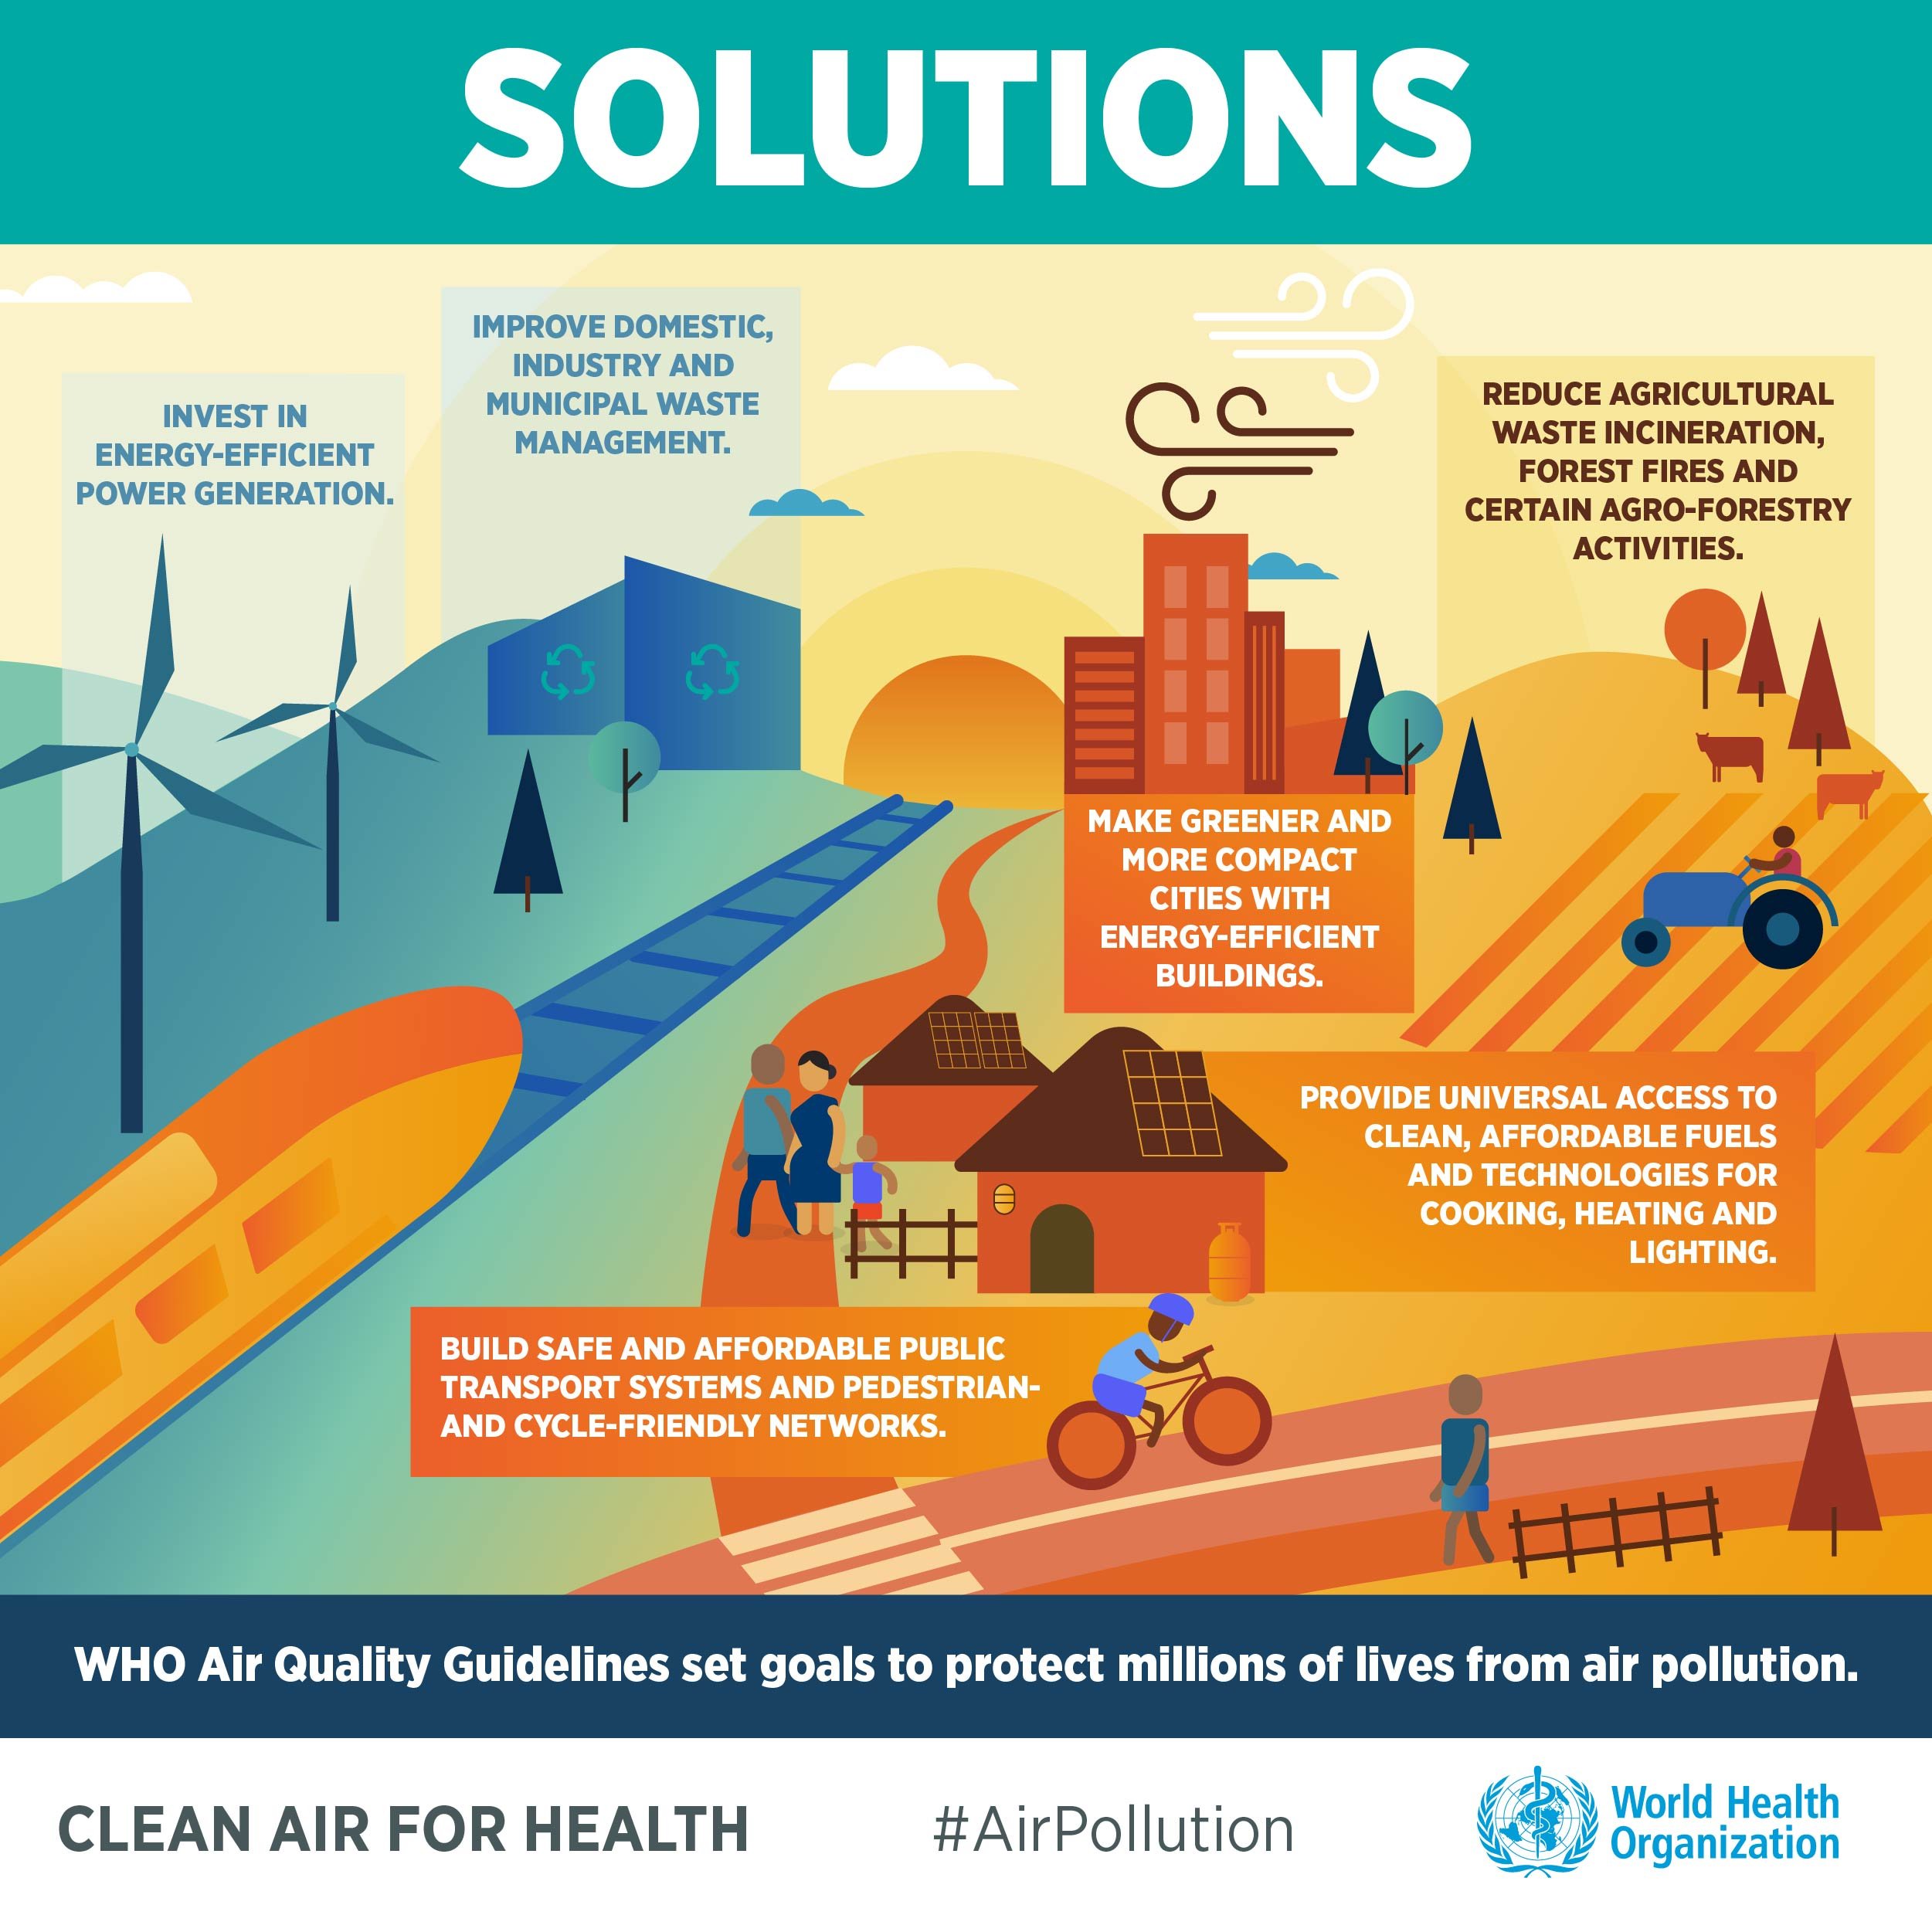 SOLUTIONS
INVEST IN
ENERGY-EFFICIENT
POWER GENERATION.
IMPROVE DOMESTIC,
INDUSTRY AND
MUNICIPAL WASTE
MANAGEMENT.
REDUCE AGRICULTURAL
WASTE INCINERATION,
FOREST FIRES AND
CERTAIN AGRO-FORESTRY
ACTIVITIES.
MAKE GREENER AND
MORE COMPACT
CITIES WITH
ENERGY-EFFICIENT
BUILDINGS.
PROVIDE UNIVERSAL ACCESS TO
CLEAN, AFFORDABLE FUELS
AND TECHNOLOGIES FOR
COOKING, HEATING AND
LIGHTING.
BUILD SAFE AND AFFORDABLE PUBLIC
TRANSPORT SYSTEMS AND PEDESTRIAN-
AND CYCLE-FRIENDLY NETWORKS.
WHO Air Quality Guidelines set goals to protect millions of lives from air pollution.
CLEAN AIR FOR HEALTH
#AirPollution
World Health
Organization